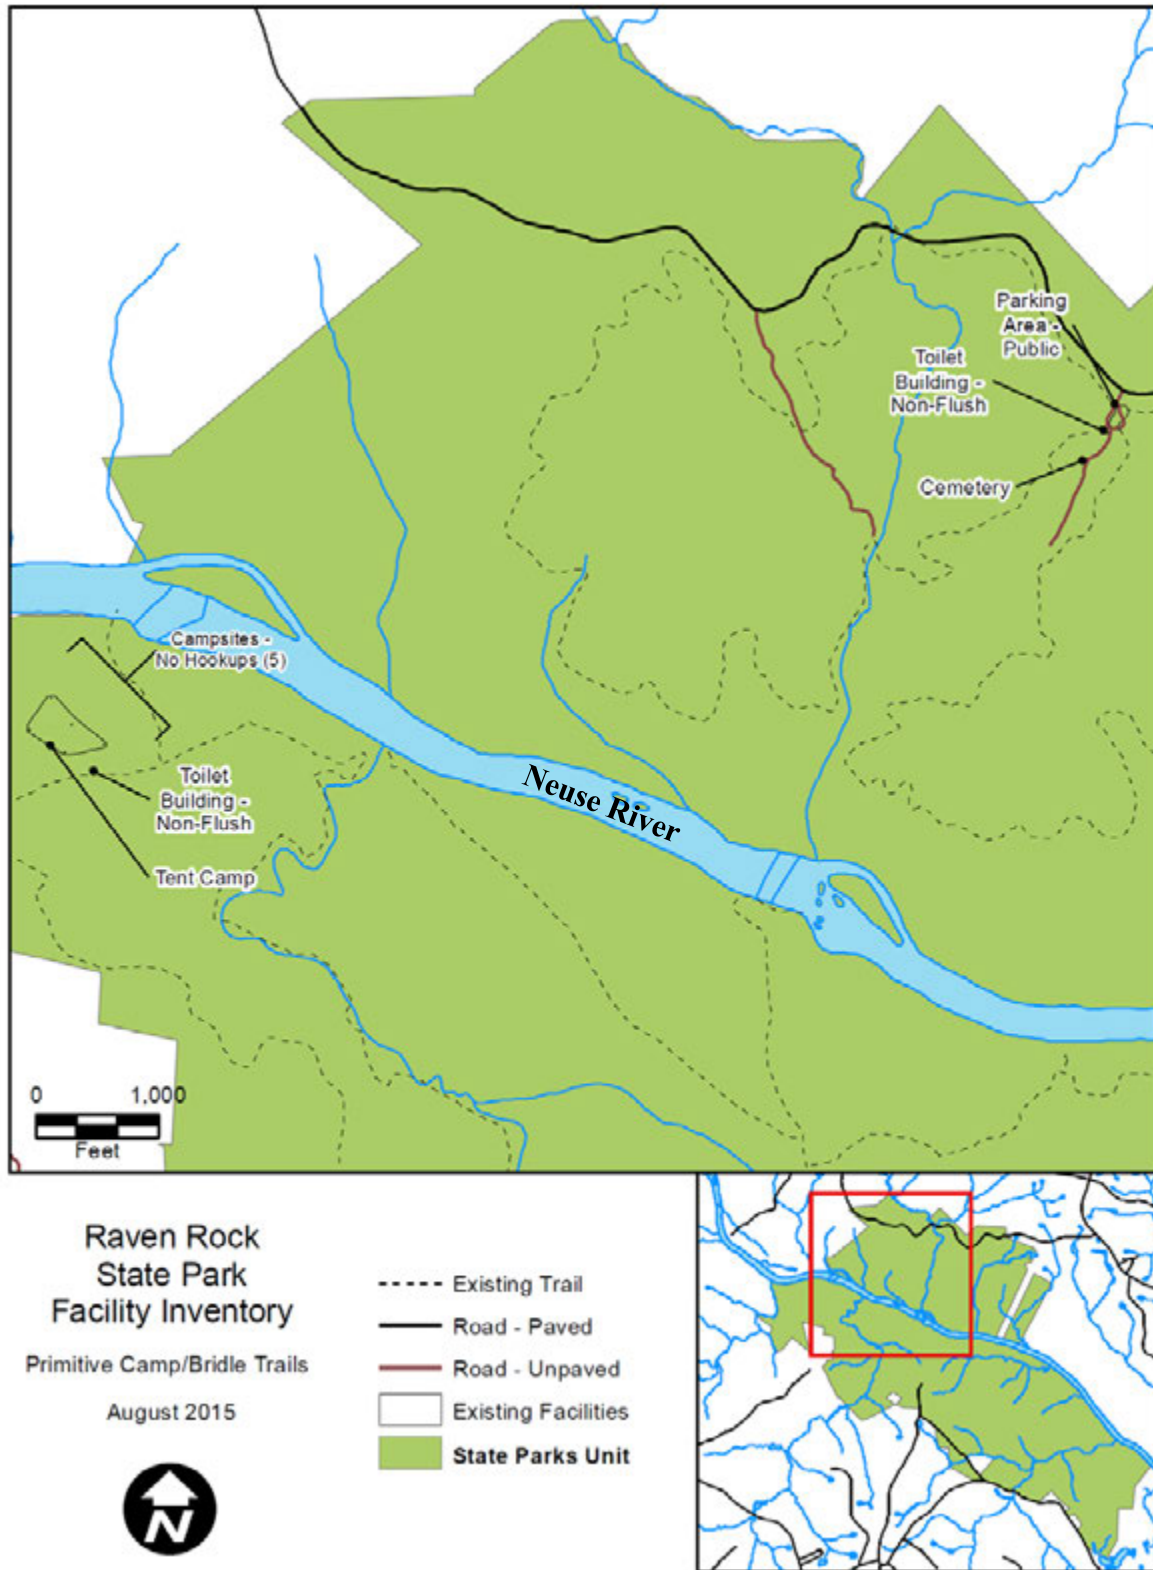 Parking
Area -
Public
Toilet
Building -
Non-Flush
Cemetery
Campsites -
No Hookups (5)
Neuse River
Toilet
Building -
Non-Flush
Tent Camp
0 1,000
Feet
Raven Rock
State Park
Facility Inventory
Primitive Camp/Bridle Trails
August 2015
N
Existing Trail
Road - Paved
Road - Unpaved
Existing Facilities
State Parks Unit